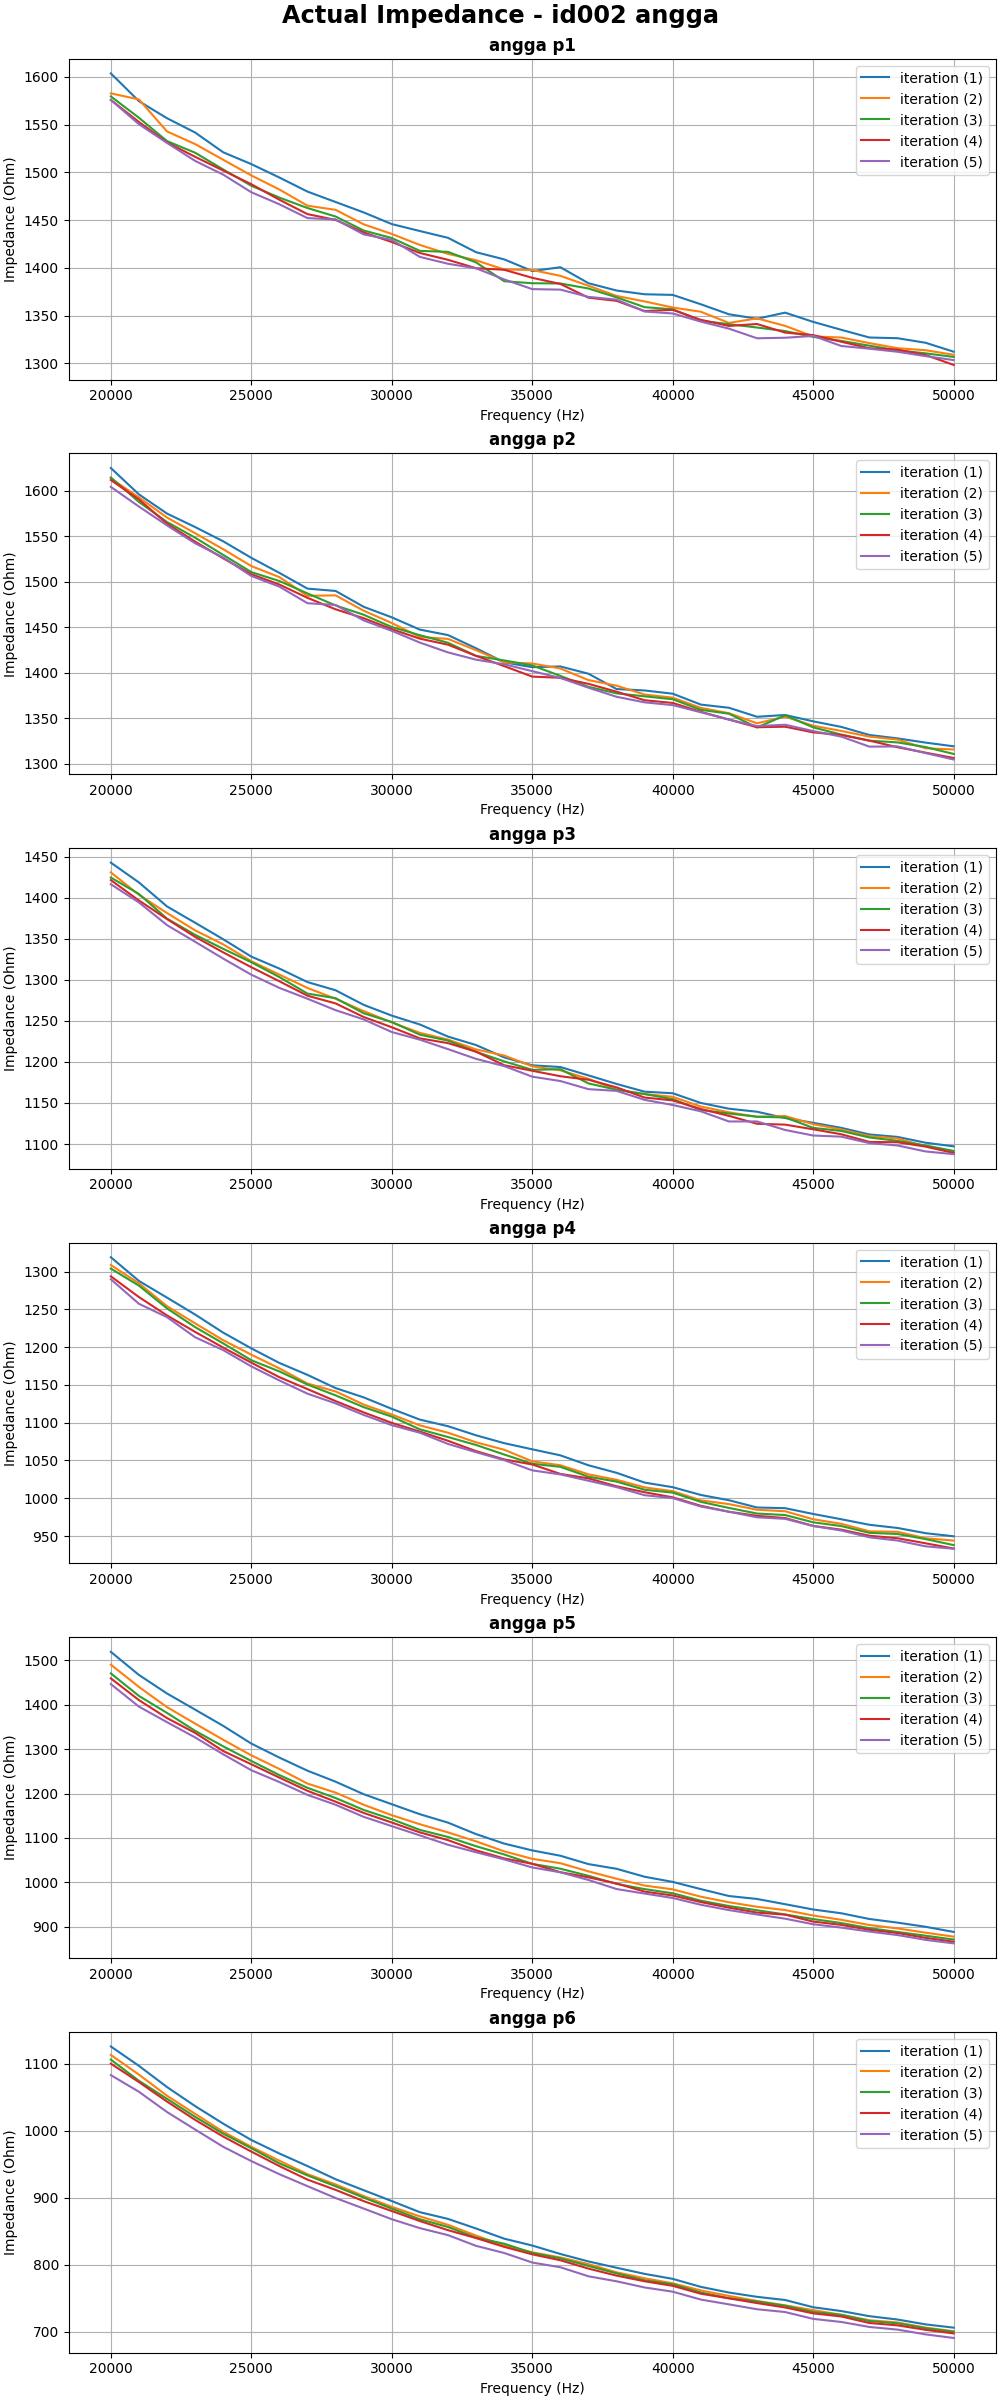 Actual Impedance - id002 angga
angga p1
Impedance (Ohm)
1600
1550
1500
1450
1400
1350
1300
iteration (1)
iteration (2)
iteration (3)
iteration (4)
iteration (5)
20000 25000 30000 35000 40000 45000 50000
Frequency (Hz)
angga p2
Impedance (Ohm)
1600
1550
1500
1450
1400
1350
1300
iteration (1)
iteration (2)
iteration (3)
iteration (4)
iteration (5)
20000 25000 30000 35000 40000 45000 50000
Frequency (Hz)
angga p3
Impedance (Ohm)
1450
1400
1350
1300
1250
1200
1150
1100
iteration (1)
iteration (2)
iteration (3)
iteration (4)
iteration (5)
20000 25000 30000 35000 40000 45000 50000
Frequency (Hz)
angga p4
Impedance (Ohm)
1300
1250
1200
1150
1100
1050
1000
950
iteration (1)
iteration (2)
iteration (3)
iteration (4)
iteration (5)
20000 25000 30000 35000 40000 45000 50000
Frequency (Hz)
angga p5
Impedance (Ohm)
1500
1400
1300
1200
1100
1000
900
iteration (1)
iteration (2)
iteration (3)
iteration (4)
iteration (5)
20000 25000 30000 35000 40000 45000 50000
Frequency (Hz)
angga p6
Impedance (Ohm)
1100
1000
900
800
700
iteration (1)
iteration (2)
iteration (3)
iteration (4)
iteration (5)
20000 25000 30000 35000 40000 45000 50000
Frequency (Hz)